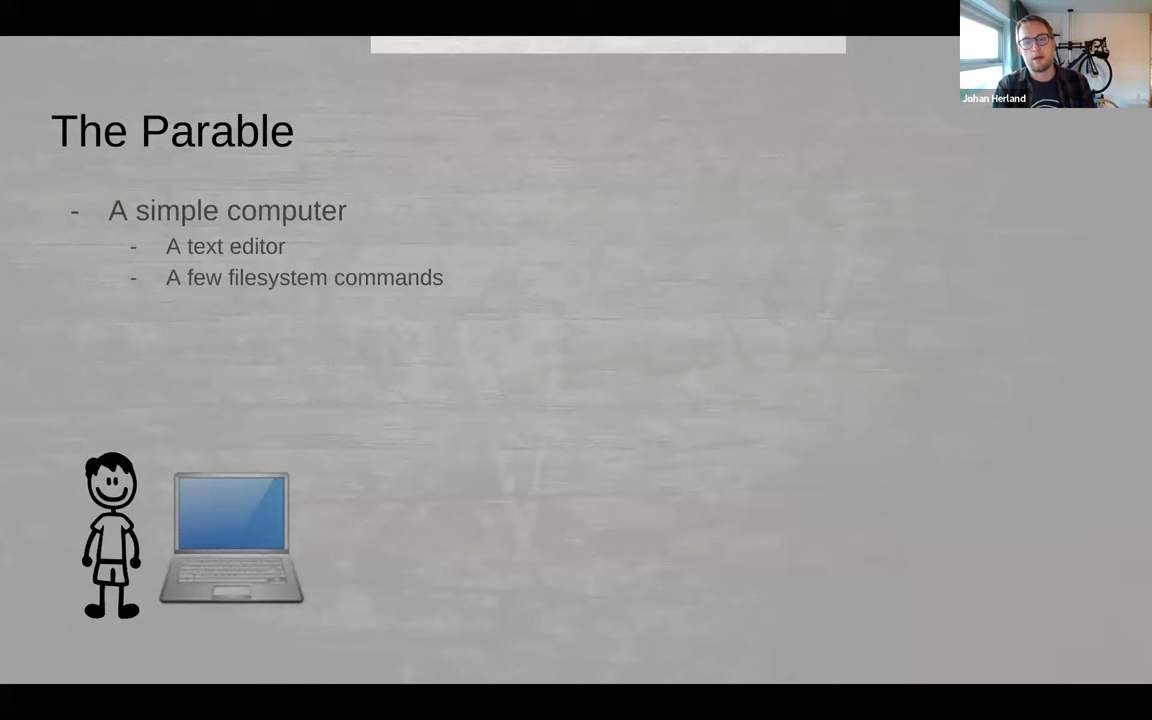 Johan Herland
The Parable
- A simple computer
- A text editor
- A few filesystem commands